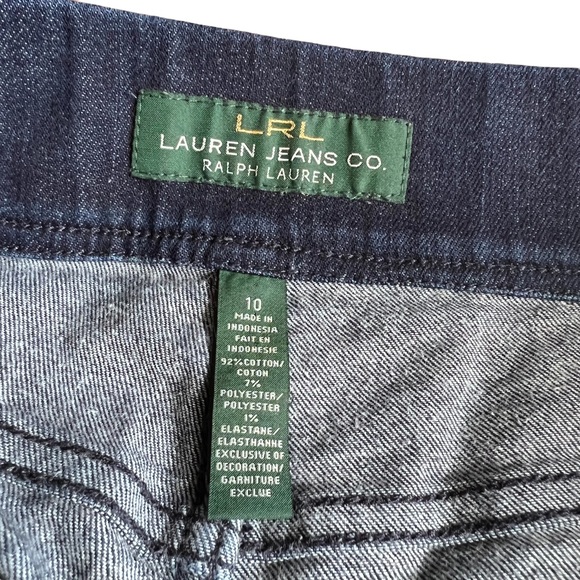 LRL
LAUREN JEANS CO.
RALPH LAUREN
10
MADE IN
INDONESIA
FAIT EN
INDONESIE
92% COTTON/
COTON
7%
POLYESTER/
POLYESTER
1%
ELASTANE/
ELASTHANNE
EXCLUSIVE OF
DECORATION/
GARNITURE
EXCLUE